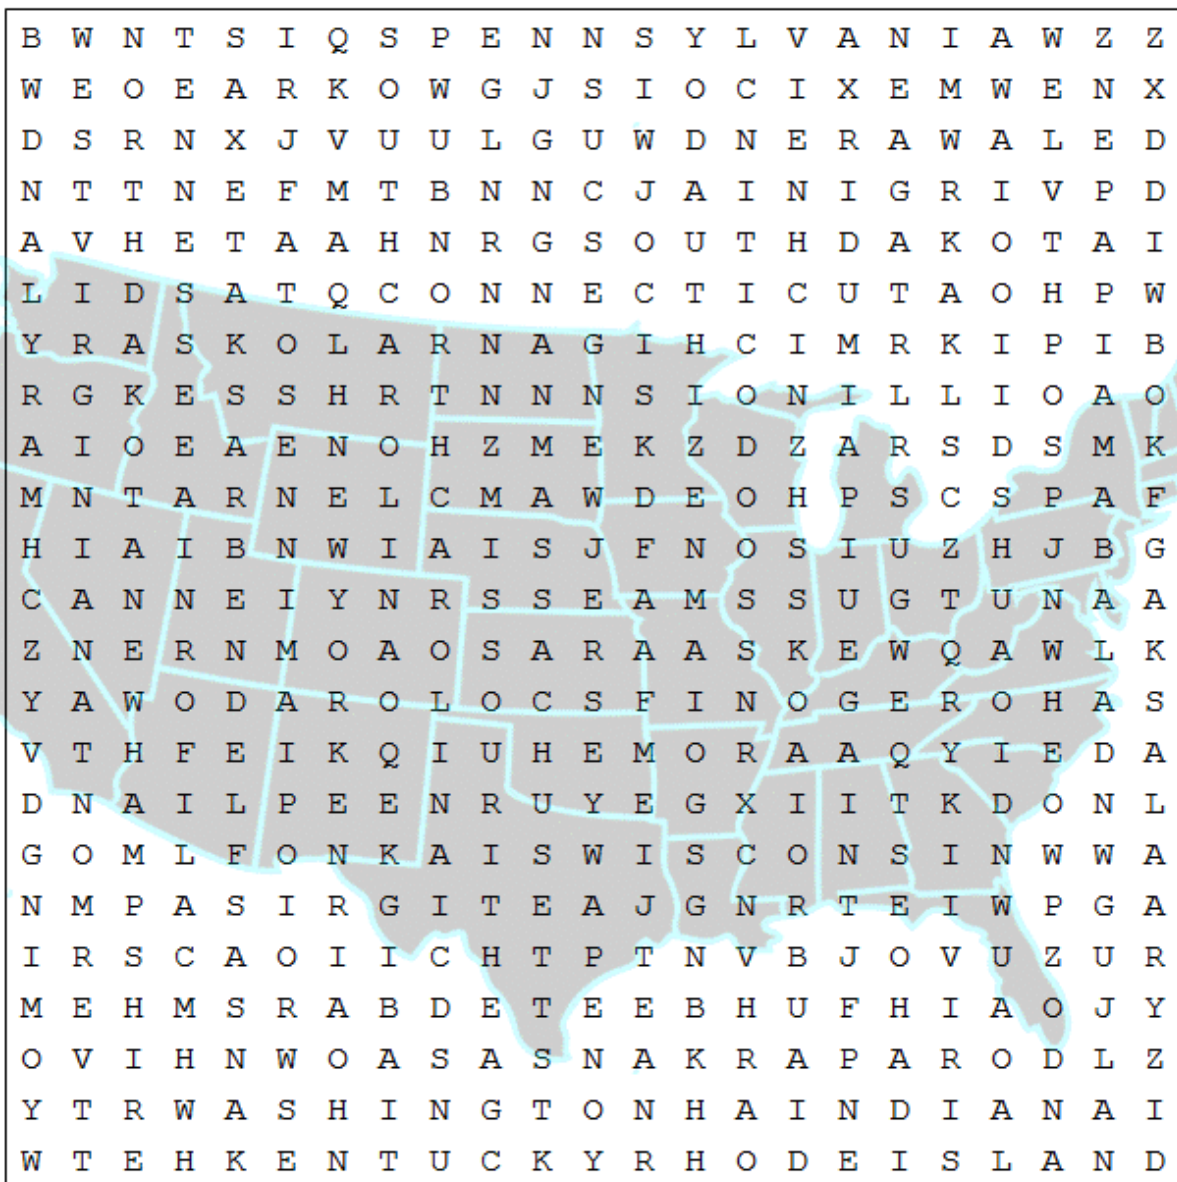 B W N T S I Q S P E N N S Y L V A N I A W Z Z
W E O E A R K O W G J S I O C I X E M W E N X
D S R N X J V U U L G U W D N E R A W A L E D
N T T N E F M T B N N C J A I N I G R I V P D
A V H E T A A H N R G S O U T H D A K O T A I
L I D S A T Q C O N N E C T I C U T A O H P W
Y R A S K O L A R N A G I H C I M R K I P I B
R G K E S S H R T N N N S I O N I L L I O A O
A I O E A E N O H Z M E K Z D Z A R S D S M K
M N T A R N E L C M A W D E O H P S C S P A F
H I A I B N W I A I S J F N O S I U Z H J B G
C A N N E I Y N R S S E A M S S U G T U N A A
Z N E R N M O A O S A R A A S K E W Q A W L K
Y A W O D A R O L O C S F I N O G E R O H A S
V T H F E I K Q I U H E M O R A A Q Y I E D A
D N A I L P E E N R U Y E G X I I T K D O N L
G O M L F O N K A I S W I S C O N S I N W W A
N M P A S I R G I T E A J G N R T E I W P G A
I R S C A O I I C H T P T N V B J O V U Z U R
M E H M S R A B D E T E E B H U F H I A O J Y
O V I H N W O A S A S N A K R A P A R O D L Z
Y T R W A S H I N G T O N H A I N D I A N A I
W T E H K E N T U C K Y R H O D E I S L A N D